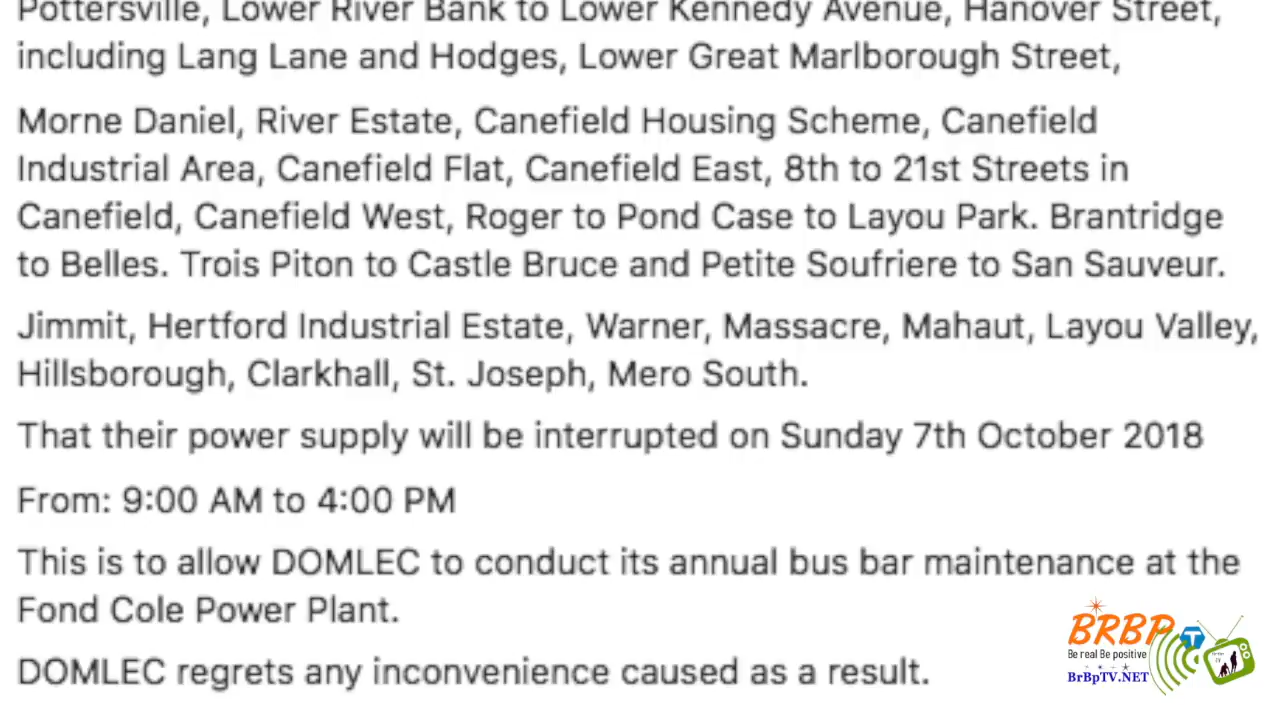 Pottersville, Lower River Bank to Lower Kennedy Avenue, Hanover Street,
including Lang Lane and Hodges, Lower Great Marlborough Street,
Morne Daniel, River Estate, Canefield Housing Scheme, Canefield
Industrial Area, Canefield Flat, Canefield East, 8th to 21st Streets in
Canefield, Canefield West, Roger to Pond Case to Layou Park. Brantridge
to Belles. Trois Piton to Castle Bruce and Petite Soufriere to San Sauveur.
Jimmit, Hertford Industrial Estate, Warner, Massacre, Mahaut, Layou Valley,
Hillsborough, Clarkhall, St. Joseph, Mero South.
That their power supply will be interrupted on Sunday 7th October 2018
From: 9:00 AM to 4:00 PM
This is to allow DOMLEC to conduct its annual bus bar maintenance at the
Fond Cole Power Plant.
DOMLEC regrets any inconvenience caused as a result.
BRBP
T
Be real Be positive
BrBpTV.NET